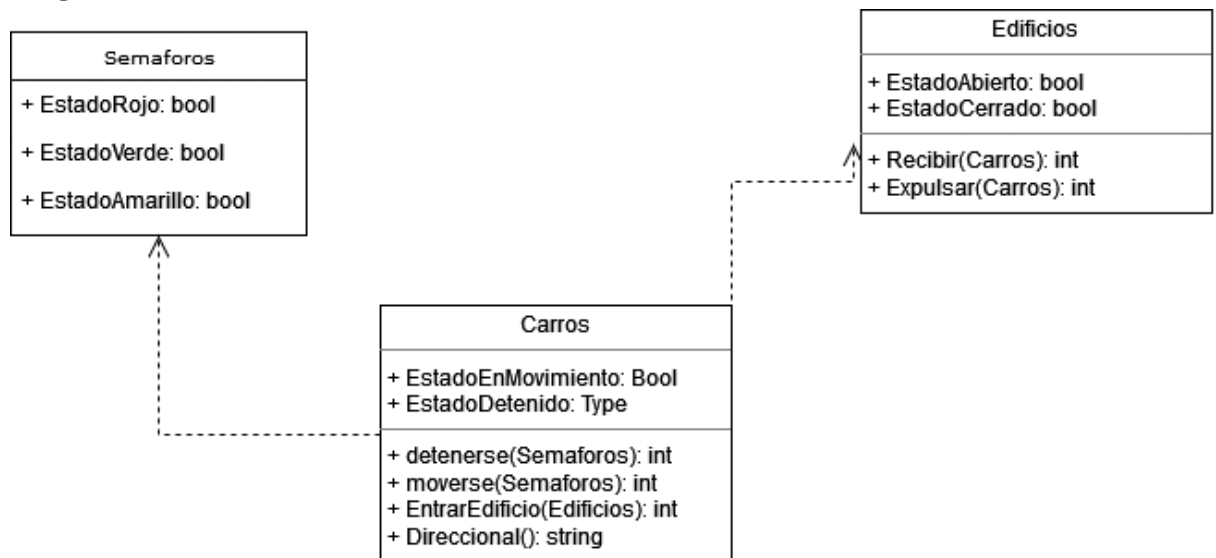 Semaforos
+ EstadoRojo: bool
+ EstadoVerde: bool
+ EstadoAmarillo: bool
Edificios
+ EstadoAbierto: bool
+ EstadoCerrado: bool
+ Recibir(Carros): int
+ Expulsar(Carros): int
Carros
+ EstadoEnMovimiento: Bool
+ EstadoDetenido: Type
+ detenerse(Semaforos): int
+ moverse(Semaforos): int
+ EntrarEdificio(Edificios): int
+ Direccional(): string